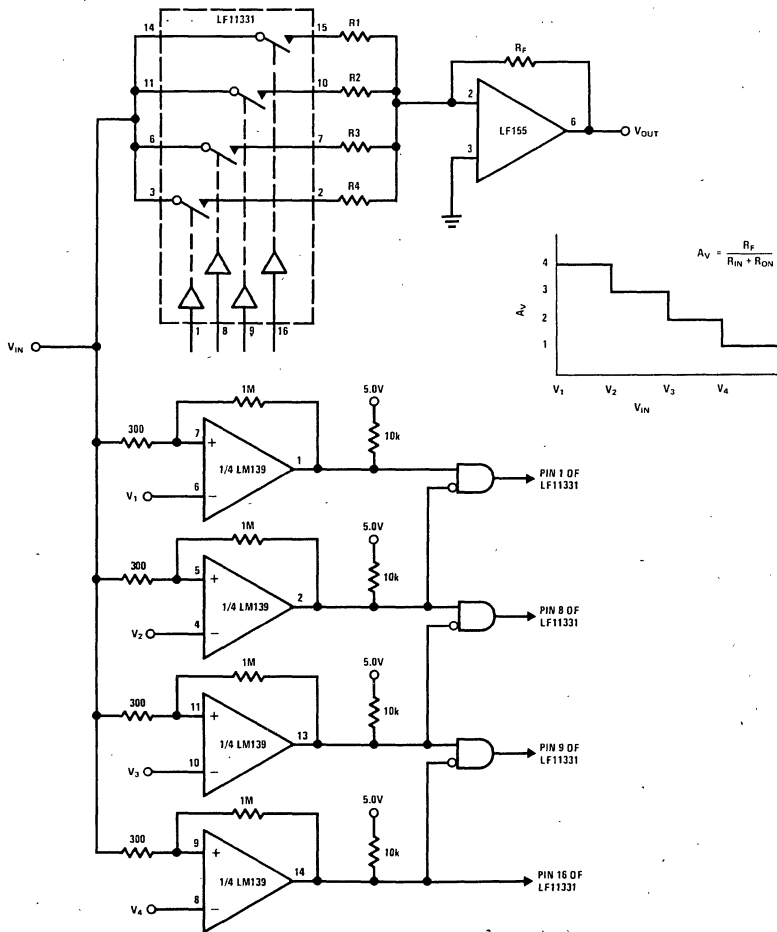 LF11331
14
15
R1
11
10
R2
6
7
R3
3
2
R4
1
8
9
16
RF
2
3
LF155
6
VOUT
AV = RF / RIN + RON
4
3
2
1
AV
V1
V2
V3
V4
VIN
VIN
1M
5.0V
300
7
+
10k
1/4 LM139
1
PIN 1 OF
LF11331
V1
6
−
1M
5.0V
300
5
+
10k
1/4 LM139
2
PIN 8 OF
LF11331
V2
4
−
1M
5.0V
300
11
+
10k
1/4 LM139
13
PIN 9 OF
LF11331
V3
10
−
1M
5.0V
300
9
+
10k
1/4 LM139
14
PIN 16 OF
LF11331
V4
8
−